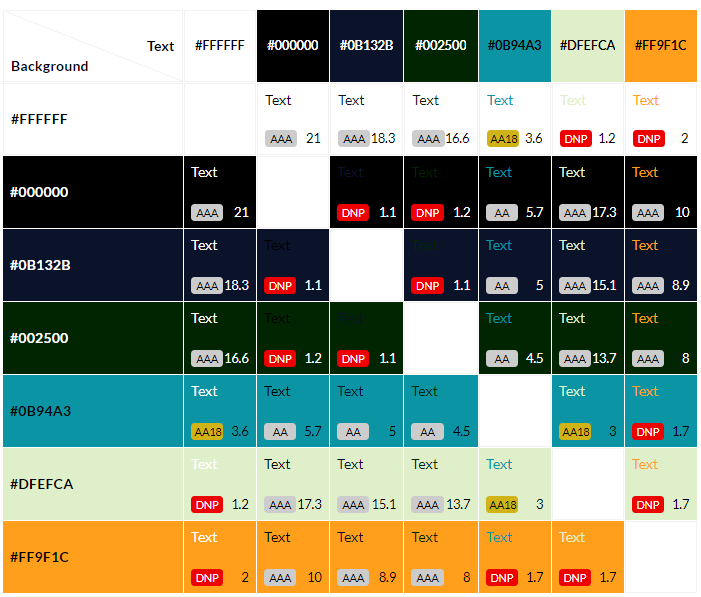 Text
Background
#FFFFFF #000000 #0B132B #002500 #0B94A3 #DFEFCA #FF9F1C
#FFFFFF
Text Text Text Text Text Text
AAA 21 AAA 18.3 AAA 16.6 AA18 3.6 DNP 1.2 DNP 2
#000000
Text Text Text Text Text Text
AAA 21 DNP 1.1 DNP 1.2 AA 5.7 AAA 17.3 AAA 10
#0B132B
Text Text Text Text Text Text
AAA 18.3 DNP 1.1 DNP 1.1 AA 5 AAA 15.1 AAA 8.9
#002500
Text Text Text Text Text Text
AAA 16.6 DNP 1.2 DNP 1.1 AA 4.5 AAA 13.7 AAA 8
#0B94A3
Text Text Text Text Text Text
AA18 3.6 AA 5.7 AA 5 AA 4.5 AA18 3 DNP 1.7
#DFEFCA
Text Text Text Text Text Text
DNP 1.2 AAA 17.3 AAA 15.1 AAA 13.7 AA18 3 DNP 1.7
#FF9F1C
Text Text Text Text Text Text
DNP 2 AAA 10 AAA 8.9 AAA 8 DNP 1.7 DNP 1.7